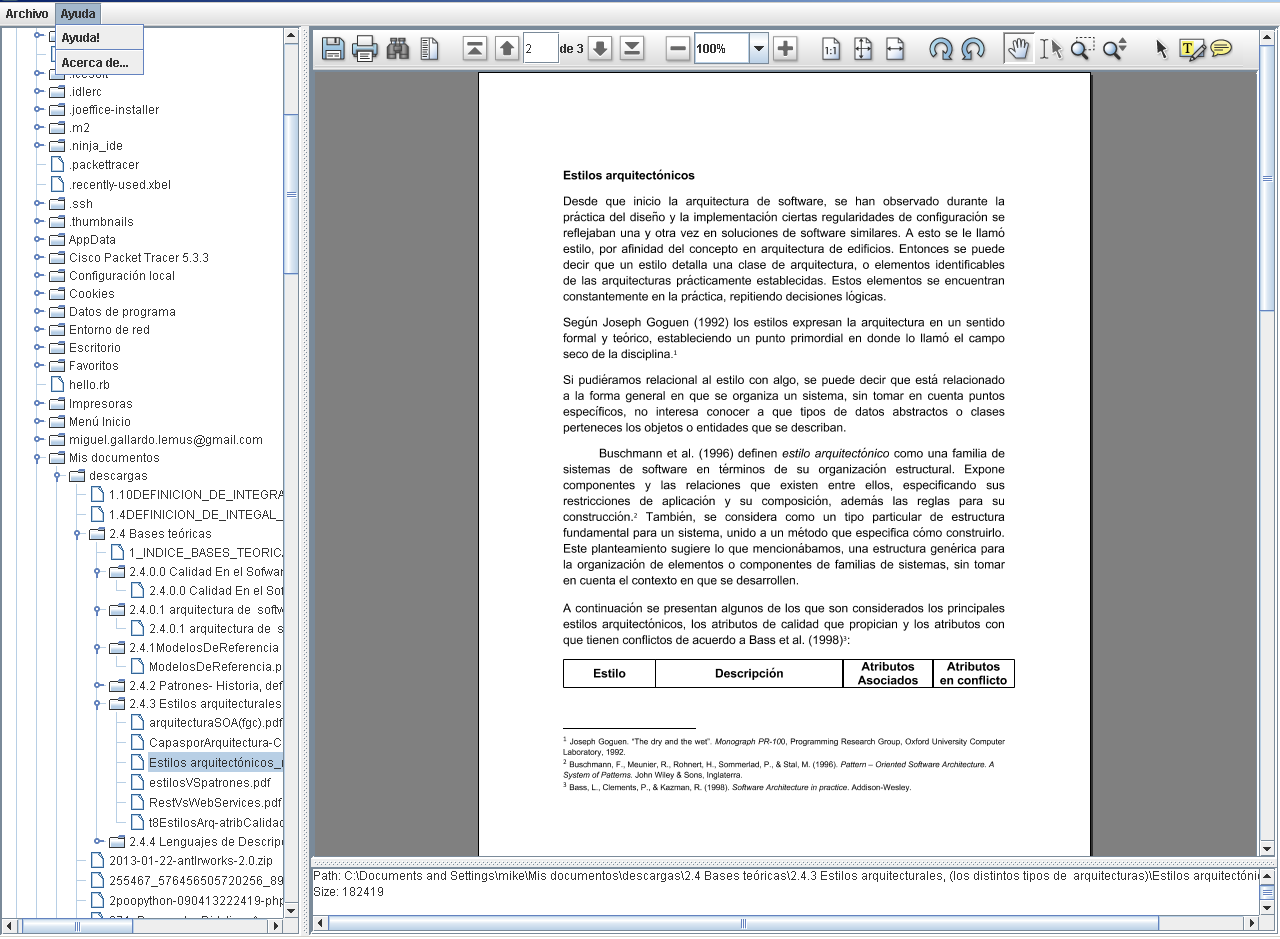 Archivo Ayuda
Ayuda!
Acerca de...
.idlerc
.joeffice-installer
.m2
.ninja_ide
.packettracer
.recently-used.xbel
.ssh
.thumbnails
AppData
Cisco Packet Tracer 5.3.3
Configuración local
Cookies
Datos de programa
Entorno de red
Escritorio
Favoritos
hello.rb
Impresoras
Menú Inicio
miguel.gallardo.lemus@gmail.com
Mis documentos
descargas
1.10DEFINICION_DE_INTEGRA
1.4DEFINICION_DE_INTEGAL_
2.4 Bases teóricas
1_INDICE_BASES_TEORIC
2.4.0.0 Calidad En el Sofwar
2.4.0.0 Calidad En el Sof
2.4.0.1 arquitectura de softw
2.4.0.1 arquitectura de s
2.4.1ModelosDeReferencia
ModelosDeReferencia.p
2.4.2 Patrones- Historia, def
2.4.3 Estilos arquitecturales
arquitecturaSOA(fgc).pdf
CapasporArquitectura-C
Estilos arquitectónicos_
estilosVSpatrones.pdf
RestVsWebServices.pdf
t8EstilosArq-atribCalidad
2.4.4 Lenguajes de Descrip
2013-01-22-antlrworks-2.0.zip
255467_576456505720256_89
2poopython-090413222419-php
2 de 3 100%
1:1 T
Estilos arquitectónicos
Desde que inicio la arquitectura de software, se han observado durante la
práctica del diseño y la implementación ciertas regularidades de configuración se
reflejaban una y otra vez en soluciones de software similares. A esto se le llamó
estilo, por afinidad del concepto en arquitectura de edificios. Entonces se puede
decir que un estilo detalla una clase de arquitectura, o elementos identificables
de las arquitecturas prácticamente establecidas. Estos elementos se encuentran
constantemente en la práctica, repitiendo decisiones lógicas.
Según Joseph Goguen (1992) los estilos expresan la arquitectura en un sentido
formal y teórico, estableciendo un punto primordial en donde lo llamó el campo
seco de la disciplina.¹
Si pudiéramos relacional al estilo con algo, se puede decir que está relacionado
a la forma general en que se organiza un sistema, sin tomar en cuenta puntos
específicos, no interesa conocer a que tipos de datos abstractos o clases
perteneces los objetos o entidades que se describan.
Buschmann et al. (1996) definen estilo arquitectónico como una familia de
sistemas de software en términos de su organización estructural. Expone
componentes y las relaciones que existen entre ellos, especificando sus
restricciones de aplicación y su composición, además las reglas para su
construcción.² También, se considera como un tipo particular de estructura
fundamental para un sistema, unido a un método que especifica cómo construirlo.
Este planteamiento sugiere lo que mencionábamos, una estructura genérica para
la organización de elementos o componentes de familias de sistemas, sin tomar
en cuenta el contexto en que se desarrollen.
A continuación se presentan algunos de los que son considerados los principales
estilos arquitectónicos, los atributos de calidad que propician y los atributos con
que tienen conflictos de acuerdo a Bass et al. (1998)³:
Estilo Descripción Atributos Asociados Atributos en conflicto
¹ Joseph Goguen. “The dry and the wet”. Monograph PR-100, Programming Research Group, Oxford University Computer
Laboratory, 1992.
² Buschmann, F., Meunier, R., Rohnert, H., Sommerlad, P., & Stal, M. (1996). Pattern – Oriented Software Architecture. A
System of Patterns. John Wiley & Sons, Inglaterra.
³ Bass, L., Clements, P., & Kazman, R. (1998). Software Architecture in practice. Addison-Wesley.
Path: C:\Documents and Settings\mike\Mis documentos\descargas\2.4 Bases teóricas\2.4.3 Estilos arquitecturales, (los distintos tipos de arquitecturas)\Estilos arquitectóni
Size: 182419